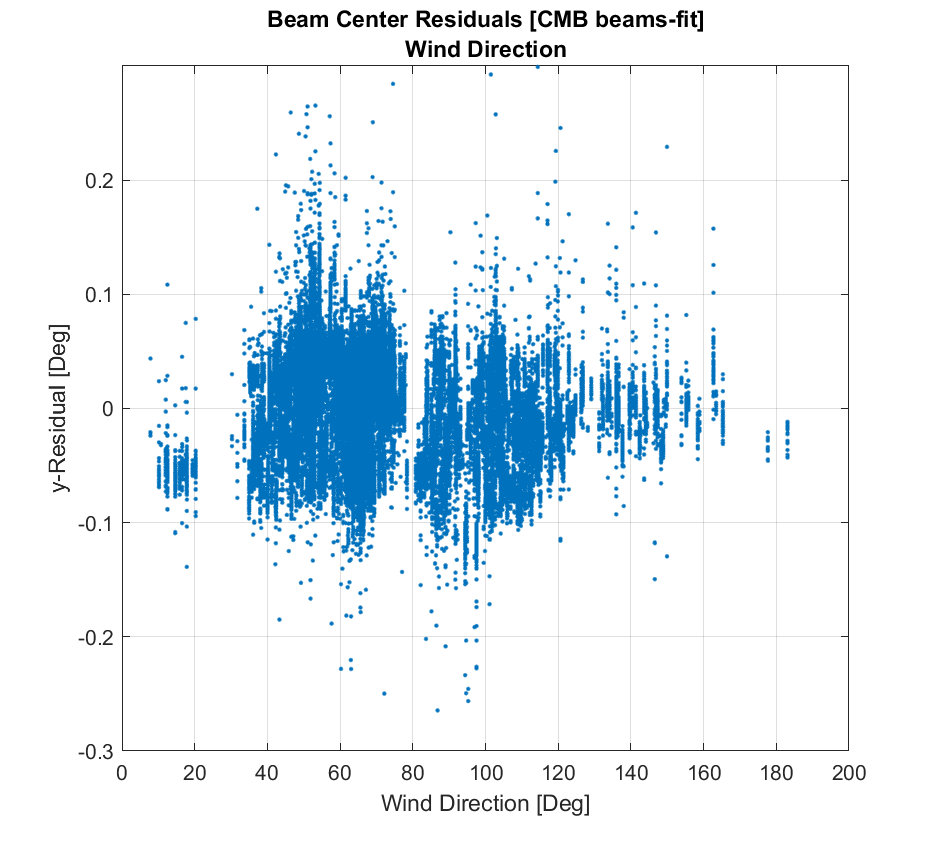 Beam Center Residuals [CMB beams-fit]
Wind Direction
y-Residual [Deg]
0.2
0.1
0
-0.1
-0.2
-0.3
0 20 40 60 80 100 120 140 160 180 200
Wind Direction [Deg]